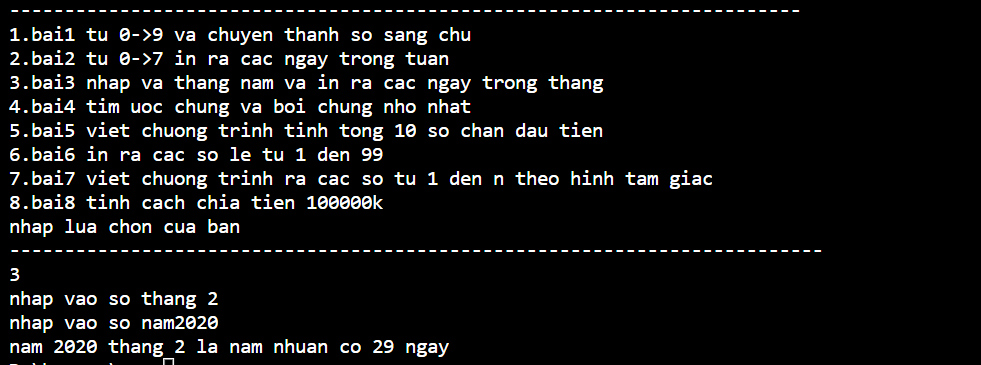 ------------------------------------------------------------------------
1.bai1 tu 0->9 va chuyen thanh so sang chu
2.bai2 tu 0->7 in ra cac ngay trong tuan
3.bai3 nhap va thang nam va in ra cac ngay trong thang
4.bai4 tim uoc chung va boi chung nho nhat
5.bai5 viet chuong trinh tinh tong 10 so chan dau tien
6.bai6 in ra cac so le tu 1 den 99
7.bai7 viet chuong trinh ra cac so tu 1 den n theo hinh tam giac
8.bai8 tinh cach chia tien 100000k
nhap lua chon cua ban
--------------------------------------------------------------------------
3
nhap vao so thang 2
nhap vao so nam2020
nam 2020 thang 2 la nam nhuan co 29 ngay